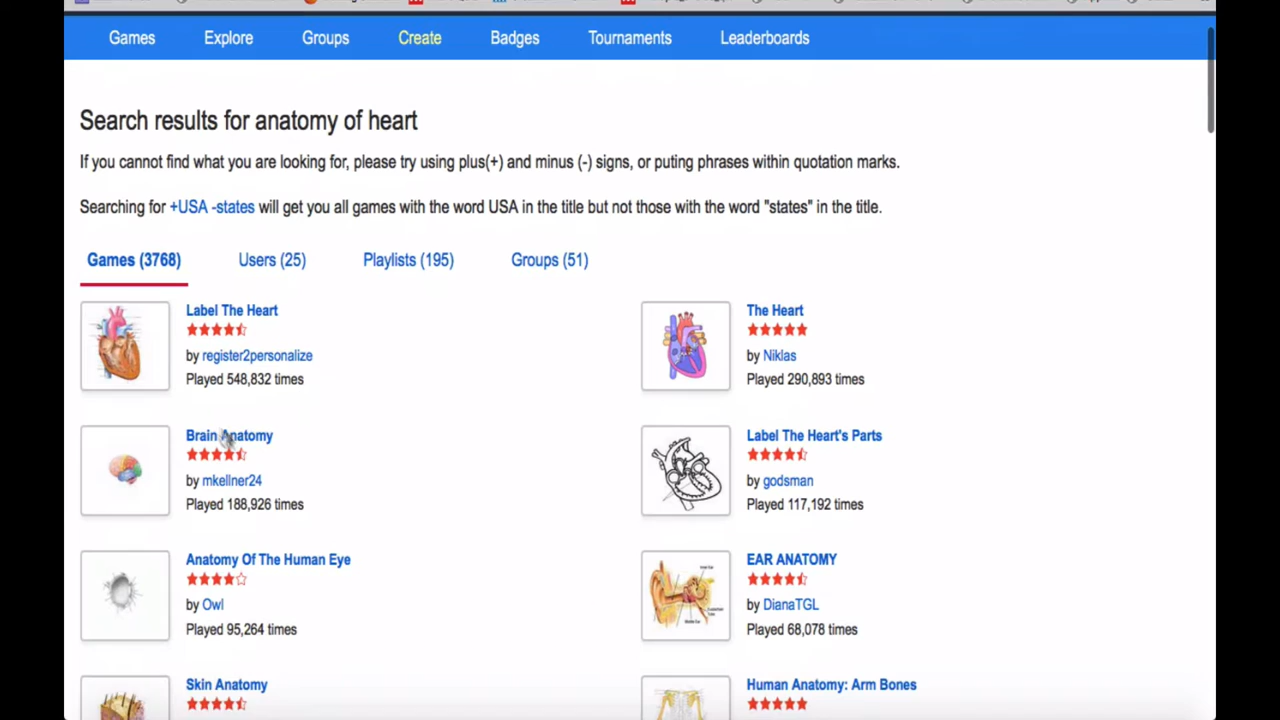 Games Explore Groups Create Badges Tournaments Leaderboards
Search results for anatomy of heart
If you cannot find what you are looking for, please try using plus(+) and minus (-) signs, or puting phrases within quotation marks.
Searching for +USA -states will get you all games with the word USA in the title but not those with the word "states" in the title.
Games (3768) Users (25) Playlists (195) Groups (51)
Label The Heart
by register2personalize
Played 548,832 times
The Heart
by Niklas
Played 290,893 times
Brain Anatomy
by mkellner24
Played 188,926 times
Label The Heart's Parts
by godsman
Played 117,192 times
Anatomy Of The Human Eye
by Owl
Played 95,264 times
EAR ANATOMY
by DianaTGL
Played 68,078 times
Skin Anatomy
Human Anatomy: Arm Bones